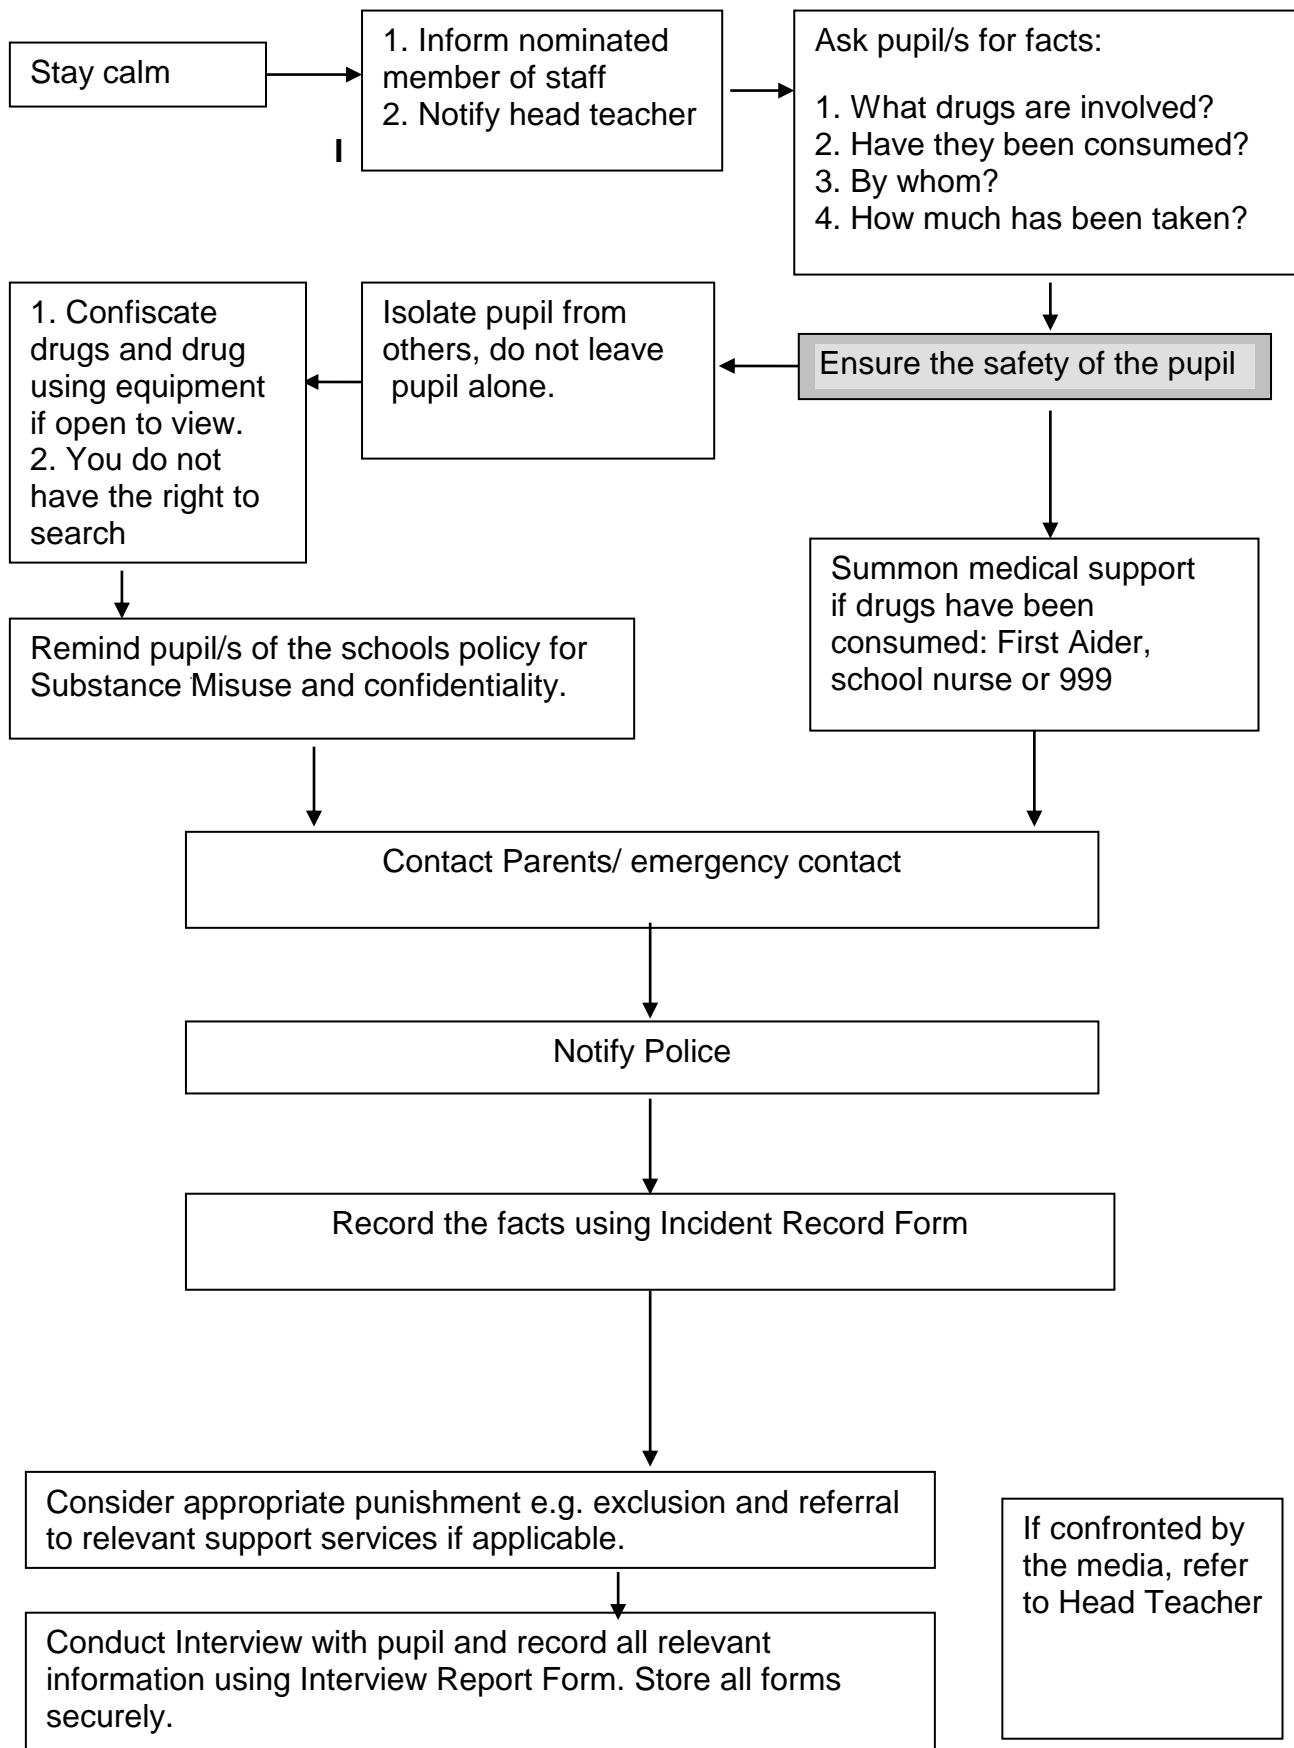 Stay calm
1. Inform nominated
member of staff
2. Notify head teacher
I
Ask pupil/s for facts:
1. What drugs are involved?
2. Have they been consumed?
3. By whom?
4. How much has been taken?
Ensure the safety of the pupil
Isolate pupil from
others, do not leave
pupil alone.
1. Confiscate
drugs and drug
using equipment
if open to view.
2. You do not
have the right to
search
Remind pupil/s of the schools policy for
Substance Misuse and confidentiality.
Summon medical support
if drugs have been
consumed: First Aider,
school nurse or 999
Contact Parents/ emergency contact
Notify Police
Record the facts using Incident Record Form
Consider appropriate punishment e.g. exclusion and referral
to relevant support services if applicable.
Conduct Interview with pupil and record all relevant
information using Interview Report Form. Store all forms
securely.
If confronted by
the media, refer
to Head Teacher